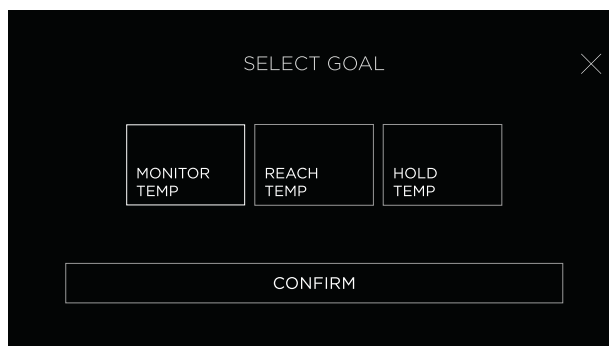 SELECT GOAL
MONITOR
TEMP
REACH
TEMP
HOLD
TEMP
CONFIRM